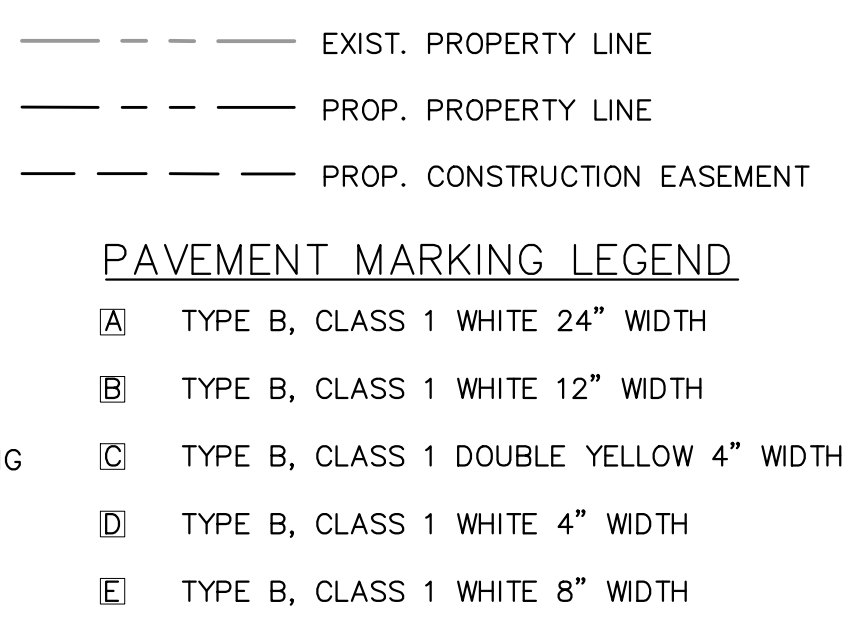 EXIST. PROPERTY LINE
PROP. PROPERTY LINE
PROP. CONSTRUCTION EASEMENT
PAVEMENT MARKING LEGEND
A TYPE B, CLASS 1 WHITE 24” WIDTH
B TYPE B, CLASS 1 WHITE 12” WIDTH
C TYPE B, CLASS 1 DOUBLE YELLOW 4” WIDTH
D TYPE B, CLASS 1 WHITE 4” WIDTH
E TYPE B, CLASS 1 WHITE 8” WIDTH